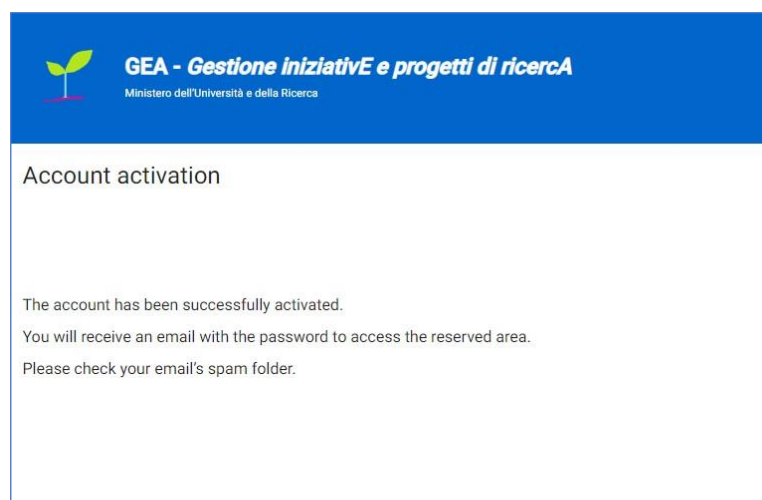 GEA - Gestione iniziativE e progetti di ricercA
Ministero dell'Università e della Ricerca
Account activation
The account has been successfully activated.
You will receive an email with the password to access the reserved area.
Please check your email's spam folder.